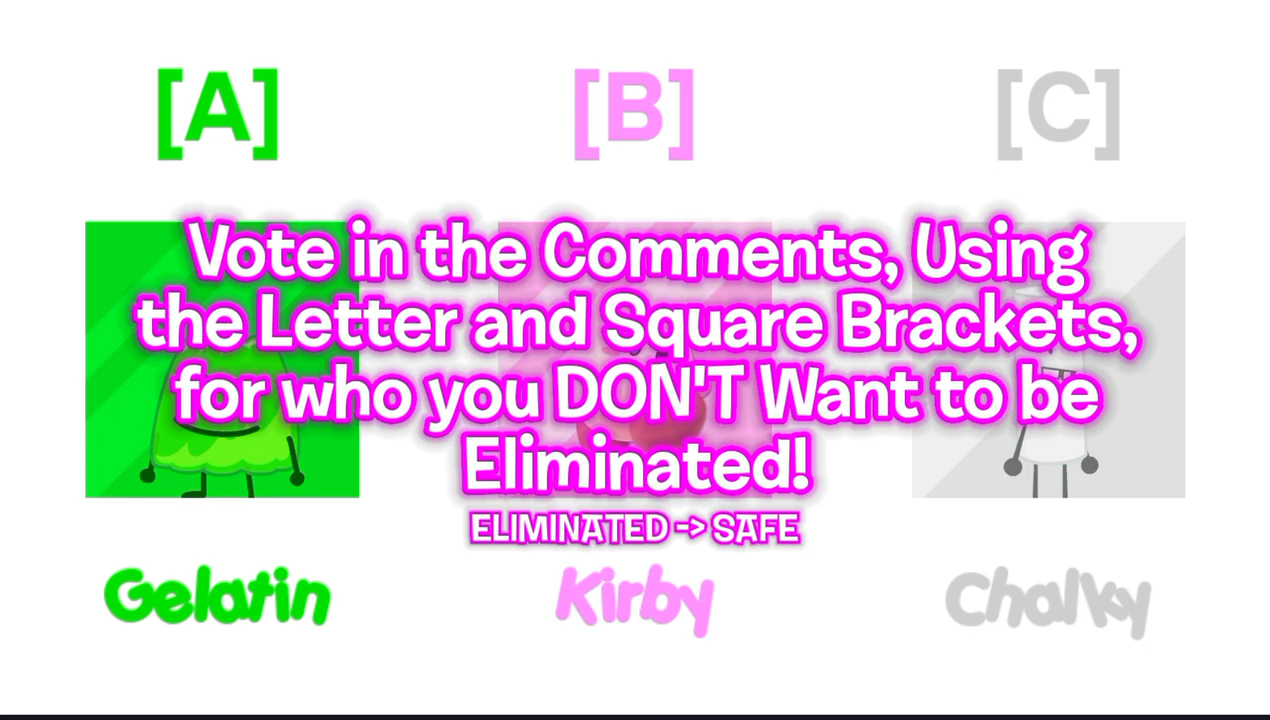 [A] [B] [C]
Vote in the Comments, Using
the Letter and Square Brackets,
for who you DON'T Want to be
Eliminated!
ELIMINATED -> SAFE
Gelatin Kirby Chalky